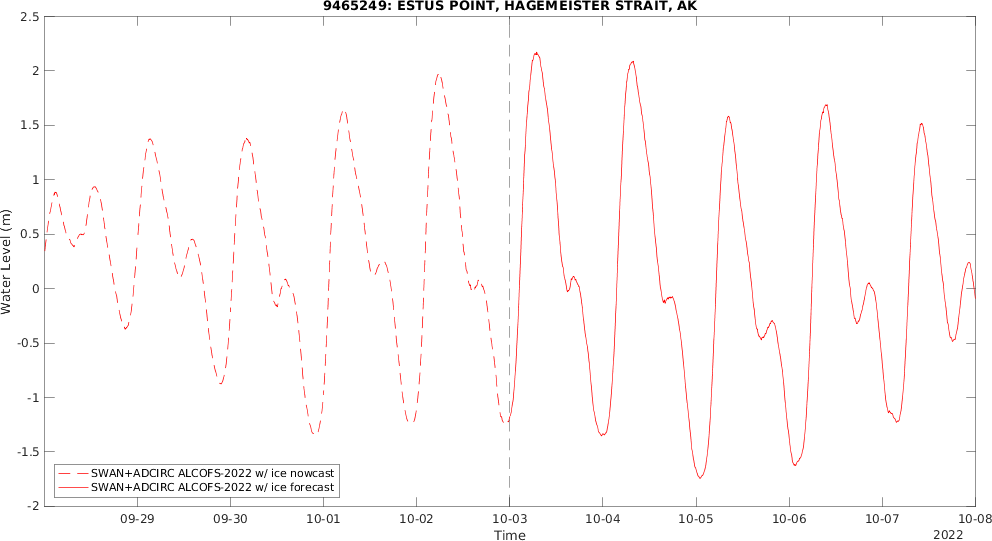 9465249: ESTUS POINT, HAGEMEISTER STRAIT, AK
2.5
2
1.5
1
0.5
0
-0.5
-1
-1.5
-2
Water Level (m)
SWAN+ADCIRC ALCOFS-2022 w/ ice nowcast
SWAN+ADCIRC ALCOFS-2022 w/ ice forecast
09-29 09-30 10-01 10-02 10-03 10-04 10-05 10-06 10-07 10-08
Time
2022